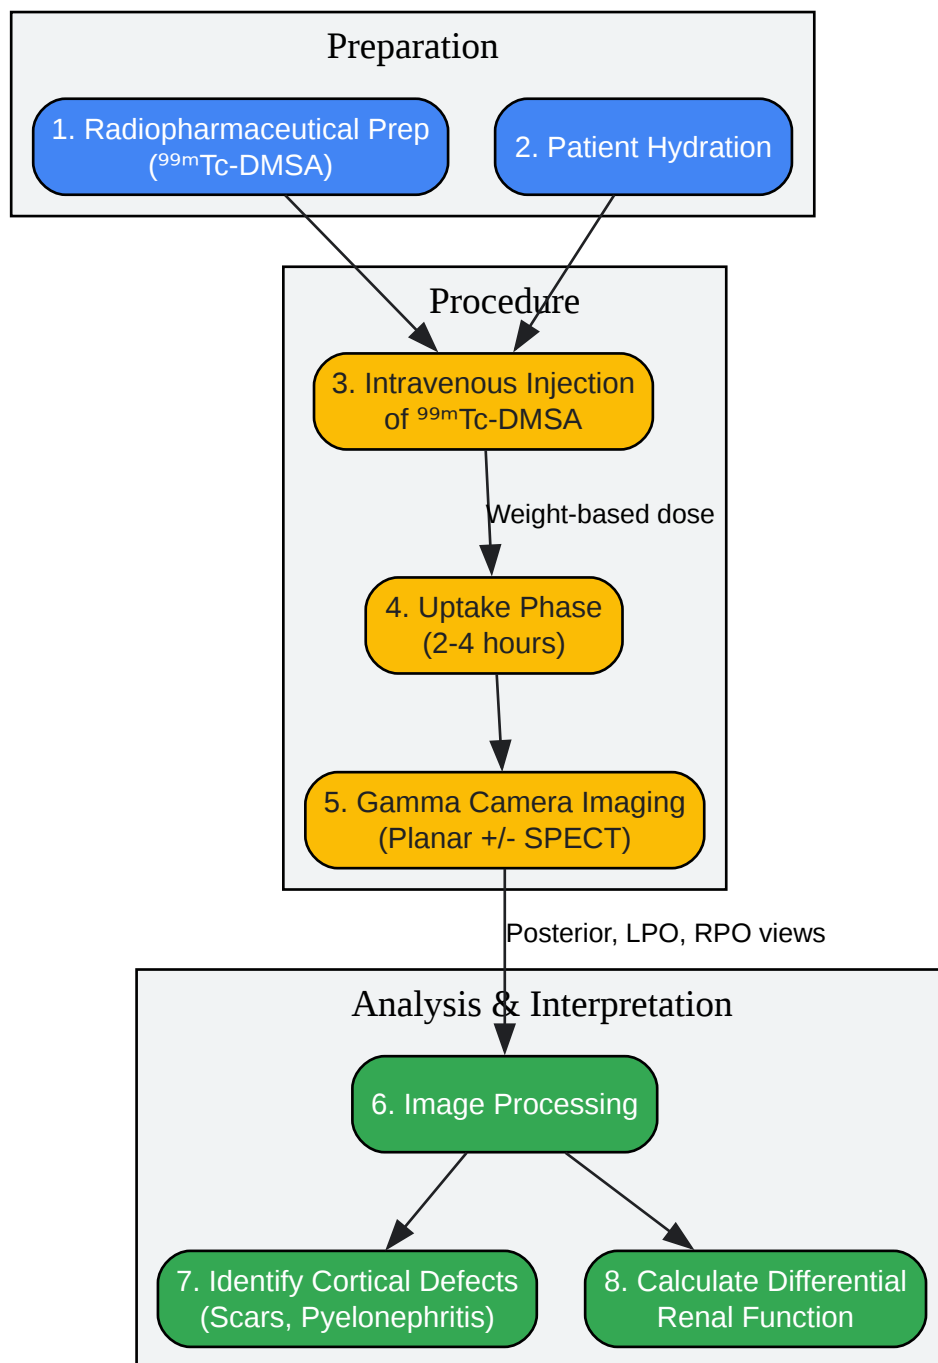 Preparation
1. Radiopharmaceutical Prep
(⁹⁹ᵐTc-DMSA)
2. Patient Hydration
Procedure
3. Intravenous Injection
of ⁹⁹ᵐTc-DMSA
Weight-based dose
4. Uptake Phase
(2-4 hours)
5. Gamma Camera Imaging
(Planar +/- SPECT)
Posterior, LPO, RPO views
Analysis & Interpretation
6. Image Processing
7. Identify Cortical Defects
(Scars, Pyelonephritis)
8. Calculate Differential
Renal Function